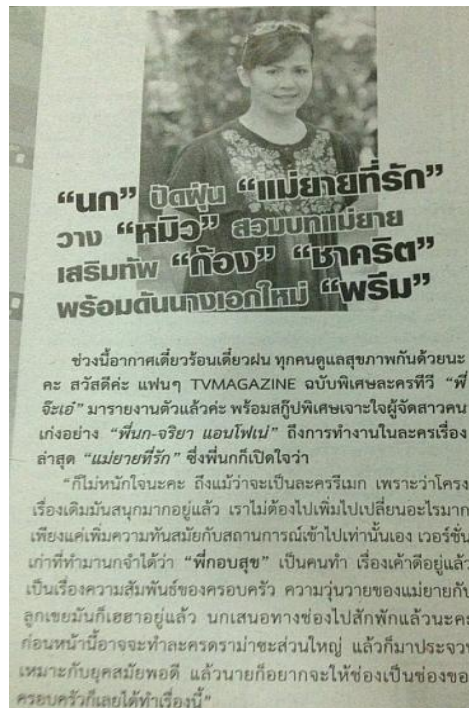 “นก” ปัดฝุ่น “แม่ยายที่รัก”
วาง “หมิว” สวมบทแม่ยาย
เสริมทัพ “ก้อง” “ชาคริต”
พร้อมดันนางเอกใหม่ “พรีม”
ช่วงนี้อากาศเดี๋ยวร้อนเดี๋ยวฝน ทุกคนดูแลสุขภาพกันด้วยนะ
คะ สวัสดีค่ะ แฟนๆ TVMAGAZINE ฉบับพิเศษละครทีวี “พี่
จ๊ะเอ๋” มารายงานตัวแล้วค่ะ พร้อมสกู๊ปพิเศษเจาะใจผู้จัดสาวคน
เก่งอย่าง “พี่นก-จริยา แอนโฟเน่” ถึงการทำงานในละครเรื่อง
ล่าสุด “แม่ยายที่รัก” ซึ่งพี่นกก็เปิดใจว่า
“ก็ไม่หนักใจนะคะ ถึงแม้ว่าจะเป็นละครรีเมก เพราะว่าโครง
เรื่องเดิมมันสนุกมากอยู่แล้ว เราไม่ต้องไปเพิ่มไปเปลี่ยนอะไรมาก
เพียงแค่เพิ่มความทันสมัยกับสถานการณ์เข้าไปเท่านั้นเอง เวอร์ชั่น
เก่าที่ทำมานกจำได้ว่า “พี่กอบสุข” เป็นคนทำ เรื่องเค้าดีอยู่แล้ว
เป็นเรื่องความสัมพันธ์ของครอบครัว ความวุ่นวายของแม่ยายกับ
ลูกเขยมันก็เฮฮาอยู่แล้ว นกเสนอทางช่องไปสักพักแล้วนะคะ
ก่อนหน้านี้อาจจะทำละครดราม่าซะส่วนใหญ่ แล้วก็มาประจวบ
เหมาะกับยุคสมัยพอดี แล้วนายก็อยากจะให้ช่องเป็นช่องของ
ครอบครัวก็เลยได้ทำเรื่องนี้”